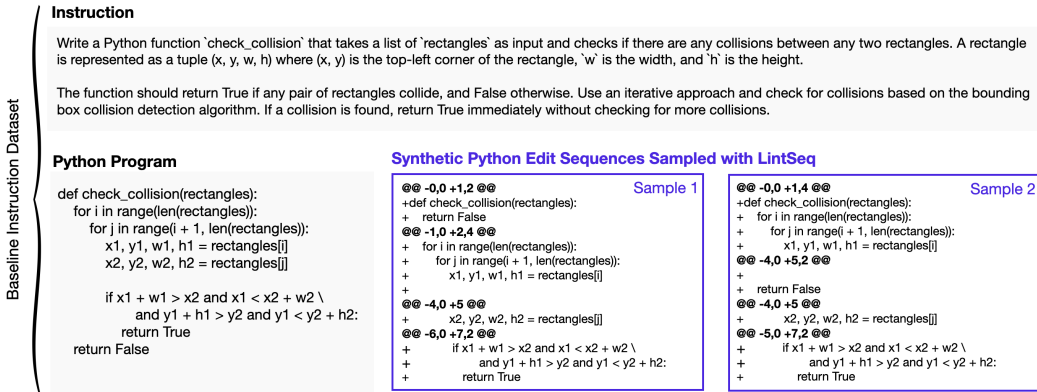 Baseline Instruction Dataset
Instruction
Write a Python function `check_collision` that takes a list of `rectangles` as input and checks if there are any collisions between any two rectangles. A rectangle
is represented as a tuple (x, y, w, h) where (x, y) is the top-left corner of the rectangle, `w` is the width, and `h` is the height.
The function should return True if any pair of rectangles collide, and False otherwise. Use an iterative approach and check for collisions based on the bounding
box collision detection algorithm. If a collision is found, return True immediately without checking for more collisions.
Python Program
def check_collision(rectangles):
    for i in range(len(rectangles)):
        for j in range(i + 1, len(rectangles)):
            x1, y1, w1, h1 = rectangles[i]
            x2, y2, w2, h2 = rectangles[j]
            if x1 + w1 > x2 and x1 < x2 + w2 \
                and y1 + h1 > y2 and y1 < y2 + h2:
                return True
    return False
Synthetic Python Edit Sequences Sampled with LintSeq
Sample 1
@@ -0,0 +1,2 @@
+def check_collision(rectangles):
+    return False
@@ -1,0 +2,4 @@
+    for i in range(len(rectangles)):
+        for j in range(i + 1, len(rectangles)):
+            x1, y1, w1, h1 = rectangles[i]
+
@@ -4,0 +5 @@
+            x2, y2, w2, h2 = rectangles[j]
@@ -6,0 +7,2 @@
+            if x1 + w1 > x2 and x1 < x2 + w2 \
+                and y1 + h1 > y2 and y1 < y2 + h2:
+                return True
Sample 2
@@ -0,0 +1,4 @@
+def check_collision(rectangles):
+    for i in range(len(rectangles)):
+        for j in range(i + 1, len(rectangles)):
+            x1, y1, w1, h1 = rectangles[i]
@@ -4,0 +5,2 @@
+
+    return False
@@ -4,0 +5 @@
+            x2, y2, w2, h2 = rectangles[j]
@@ -5,0 +7,2 @@
+            if x1 + w1 > x2 and x1 < x2 + w2 \
+                and y1 + h1 > y2 and y1 < y2 + h2:
+                return True